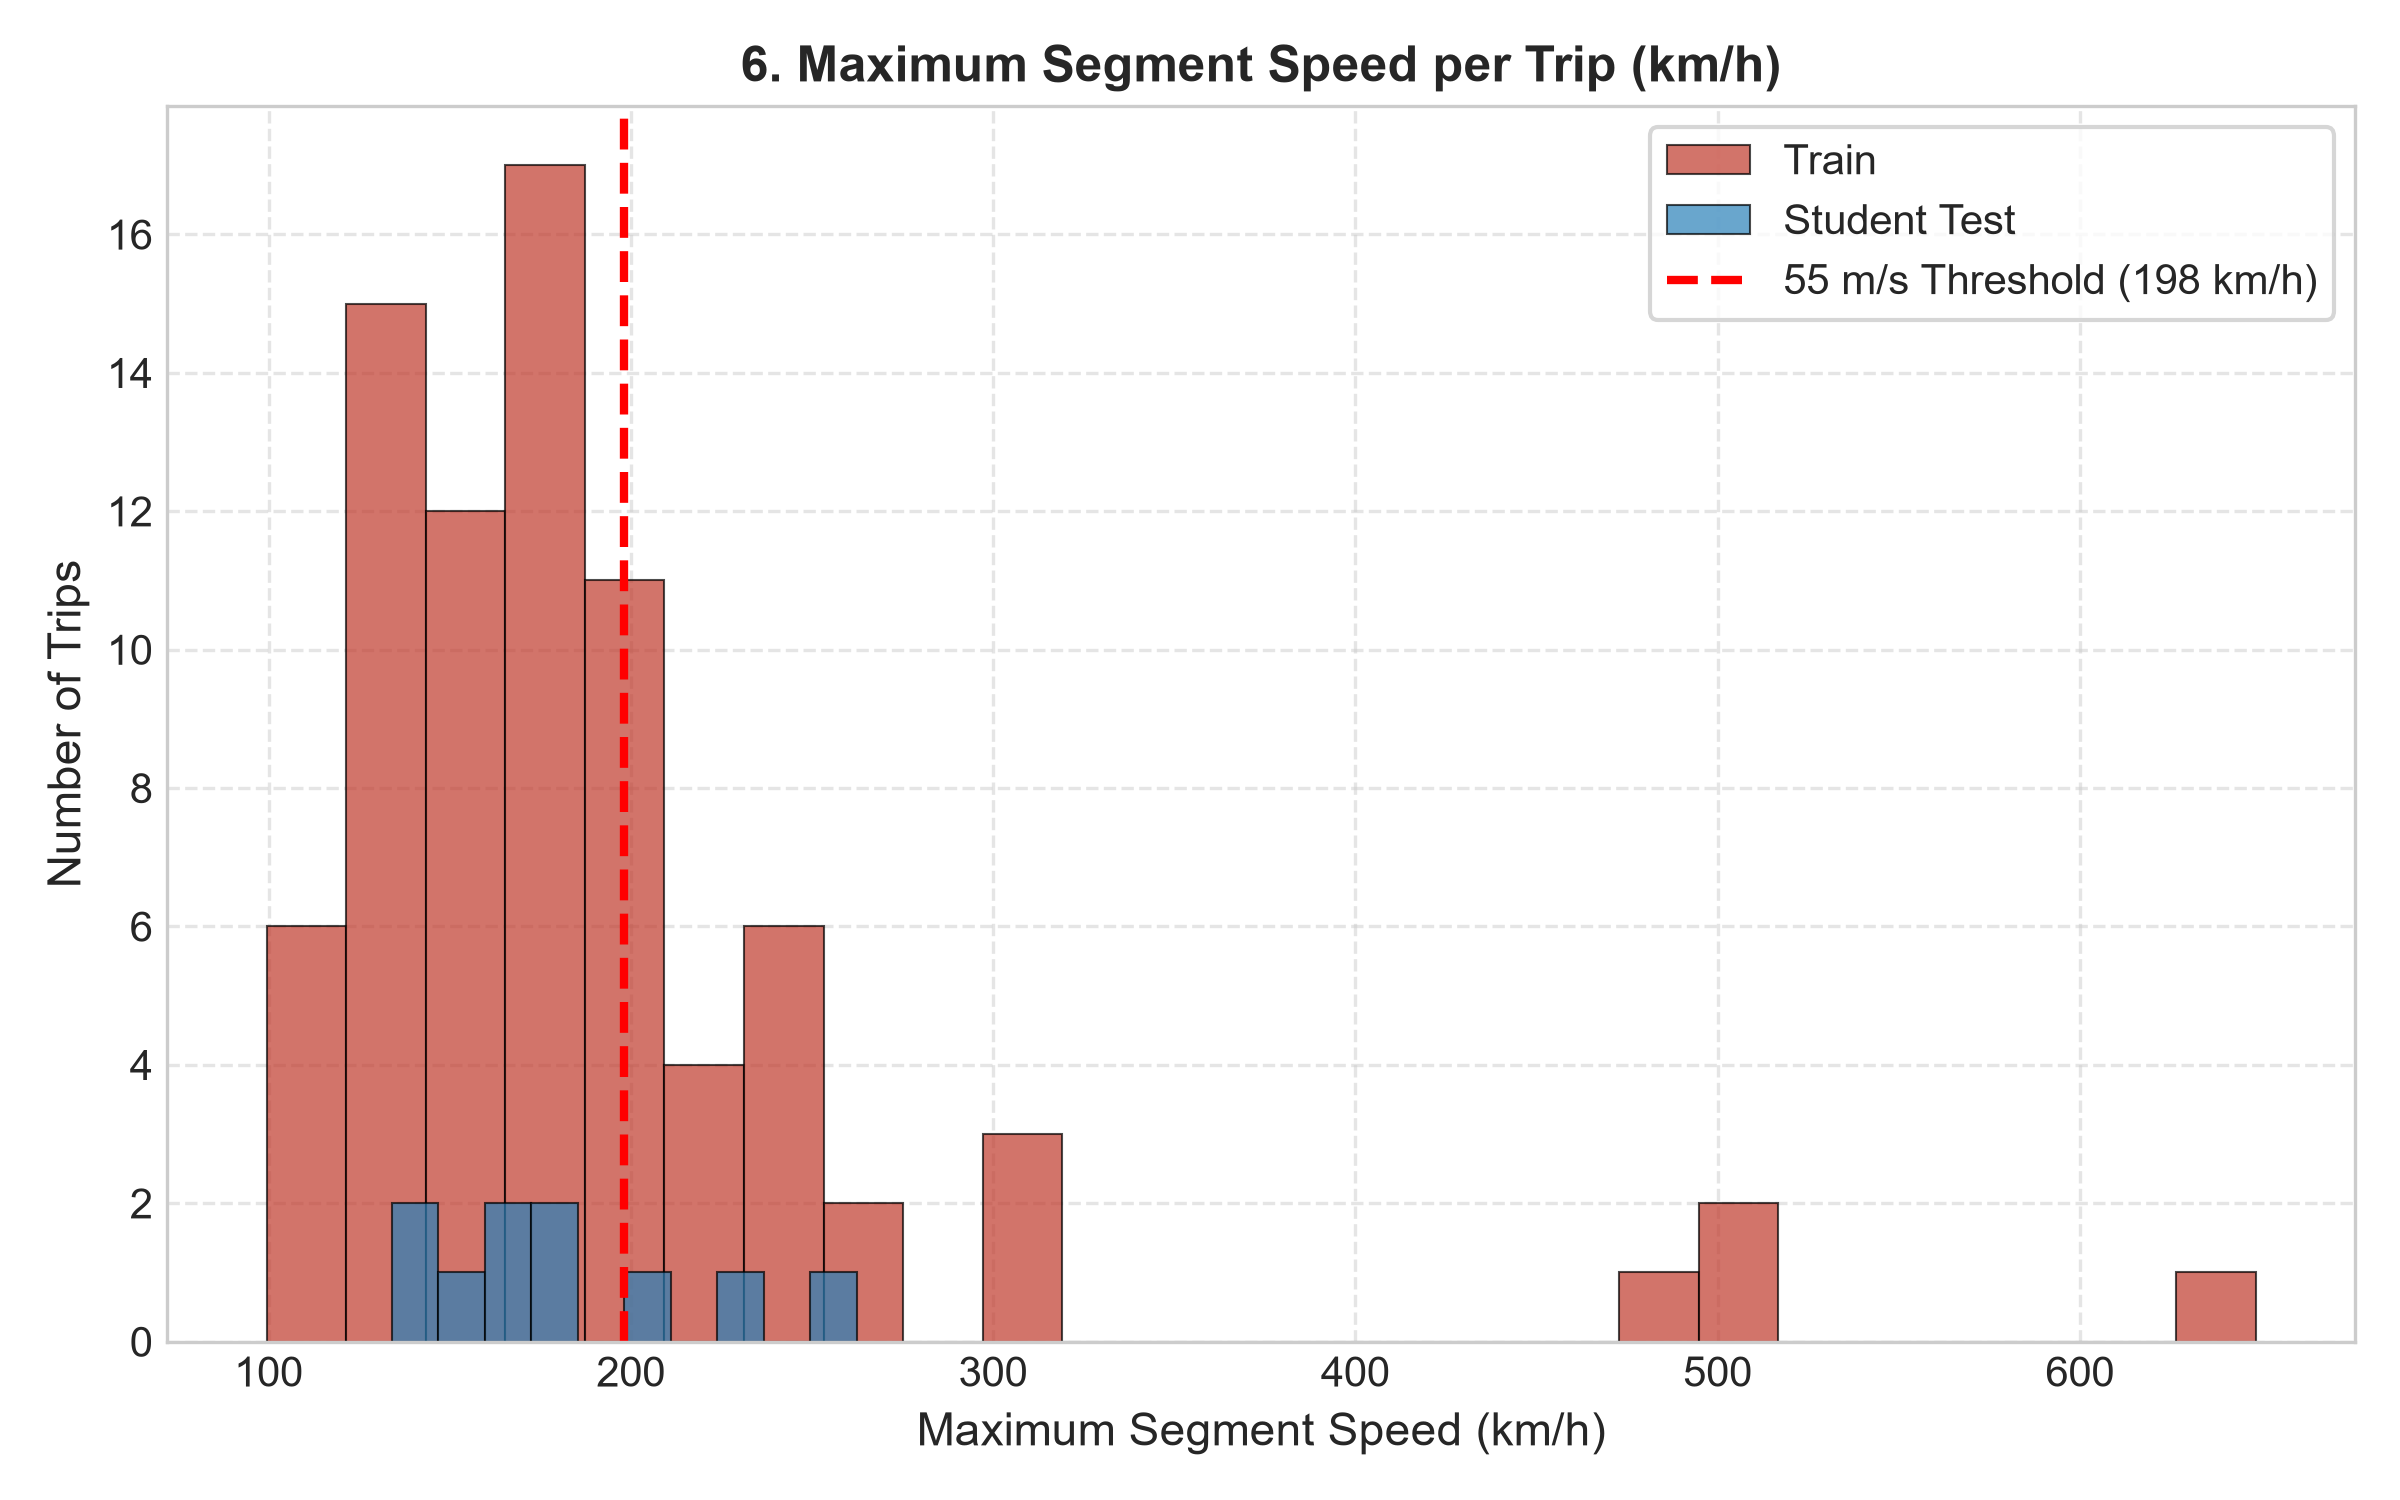 6. Maximum Segment Speed per Trip (km/h)
Train
Student Test
55 m/s Threshold (198 km/h)
Number of Trips
16
14
12
10
8
6
4
2
0
100 200 300 400 500 600
Maximum Segment Speed (km/h)